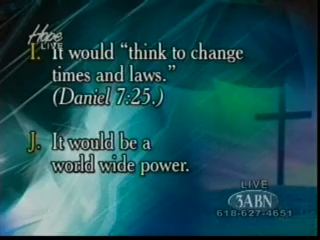 Hope
LIVE
I. It would "think to change
times and laws."
(Daniel 7:25.)
J. It would be a
world wide power.
LIVE
3ABN
618-627-4651